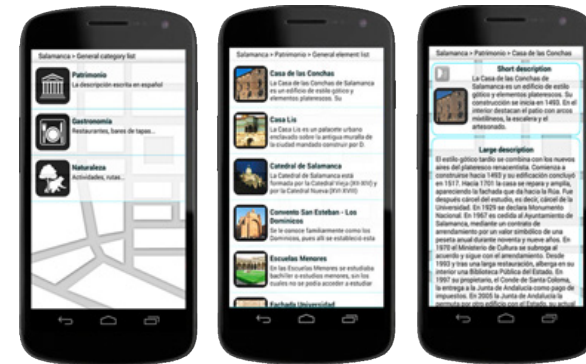 Salamanca > General category list
Patrimonio
La descripción escrita en español
Gastronomía
Restaurantes, bares de tapas...
Naturaleza
Actividades, rutas...
Salamanca > Patrimonio > General element list
Casa de las Conchas
La Casa de las Conchas de Salamanca
es un edificio de estilo gótico y
elementos platerescos. Su
Casa Lis
La Casa Lis es un palacete urbano
enclavado sobre la antigua muralla de
la ciudad mandado construir por D.
Catedral de Salamanca
La Catedral de Salamanca está
formada por la Catedral Vieja (XII-XIV) y
por la Catedral Nueva (XVI-XVIII)
Convento San Esteban - Los
Dominicos
Se le conoce familiarmente como los
Dominicos, pues allí se estableció esta
Escuelas Menores
En las Escuelas Menores se estudiaba
bachiller o estudios menores, sin los
cuales no se podía acceder a estudiar
Fachada Universidad
Salamanca > Patrimonio > Casa de las Conchas
Short description
La Casa de las Conchas de
Salamanca es un edificio de estilo
gótico y elementos platerescos. Su
construcción se inicia en 1493. En el
interior destacan el patio con arcos
mixtilíneos, la escalera y el
artesonado.
Large description
El estilo gótico tardío se combina con los nuevos
aires del plateresco renacentista. Comienza a
construirse hacia 1493 y su edificación concluyó
en 1517. Hacia 1701 la casa se repara y amplía,
apareciendo la fachada que da hacia la Rúa. Fue
después cárcel del estudio, es decir, cárcel de la
Universidad. En 1929 se declara Monumento
Nacional. En 1967 es cedida al Ayuntamiento de
Salamanca, mediante un contrato de
arrendamiento por un valor simbólico de una
peseta anual durante noventa y nueve años. En
1970 el Ministerio de Cultura se subroga al
acuerdo y sigue con el arrendamiento. Desde
1993 y tras una larga restauración, alberga en su
interior una Biblioteca Pública del Estado. En
1997 su propietario, el Conde de Santa Coloma,
la entrega a la Junta de Andalucía como pago de
impuestos. En 2005 la Junta de Andalucía la
permuta por otro edificio con el Estado, su actual